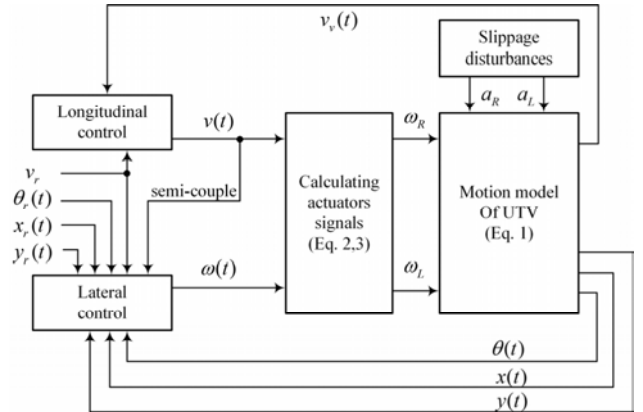 v_v(t)
Slippage
disturbances
a_R
a_L
Longitudinal
control
v(t)
ω_R
v_r
θ_r(t)
x_r(t)
y_r(t)
semi-couple
Calculating
actuators
signals
(Eq. 2,3)
Motion model
Of UTV
(Eq. 1)
Lateral
control
ω(t)
ω_L
θ(t)
x(t)
y(t)